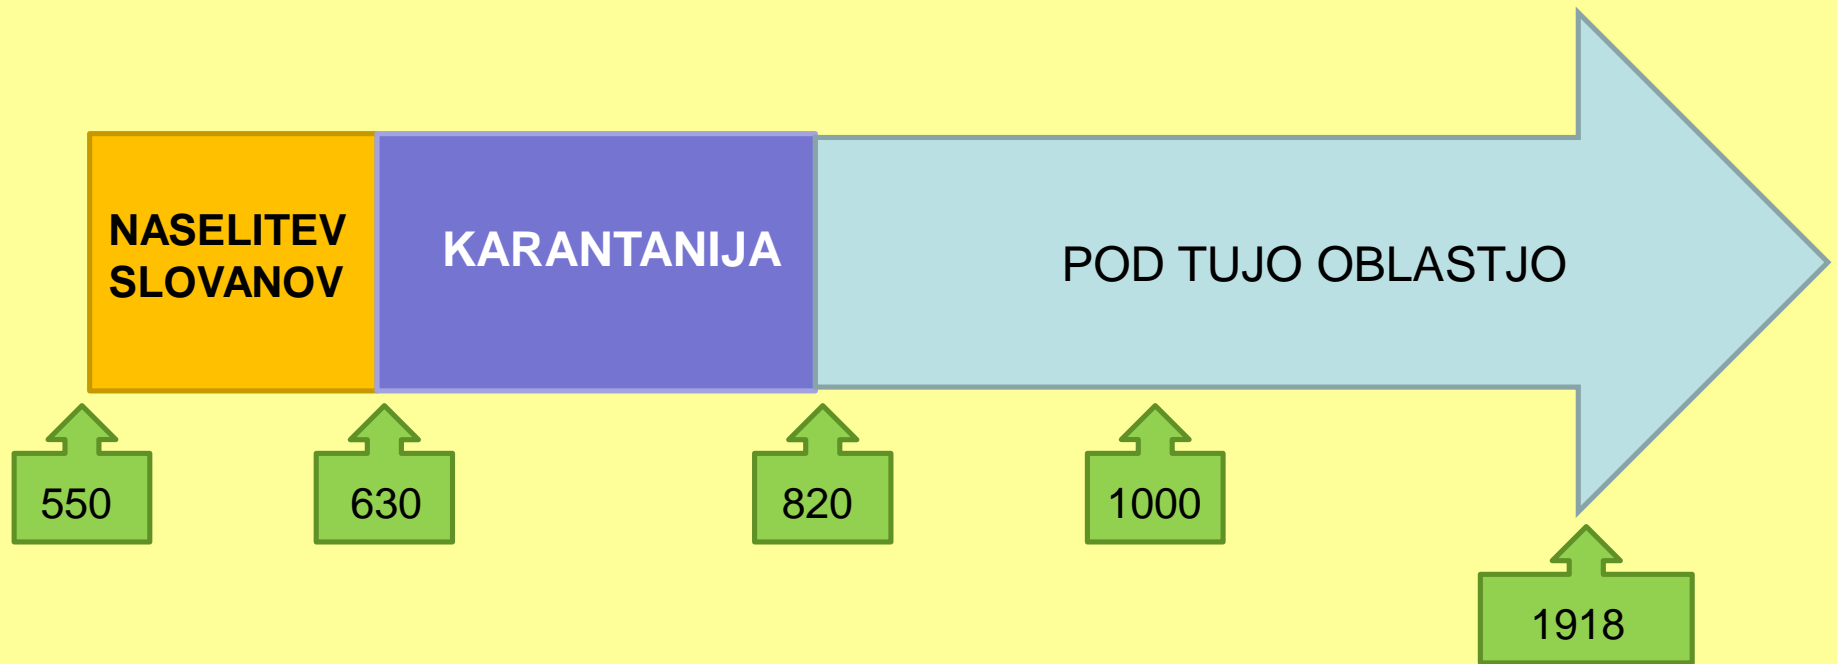 NASELITEV
SLOVANOV
KARANTANIJA
POD TUJO OBLASTJO
550
630
820
1000
1918